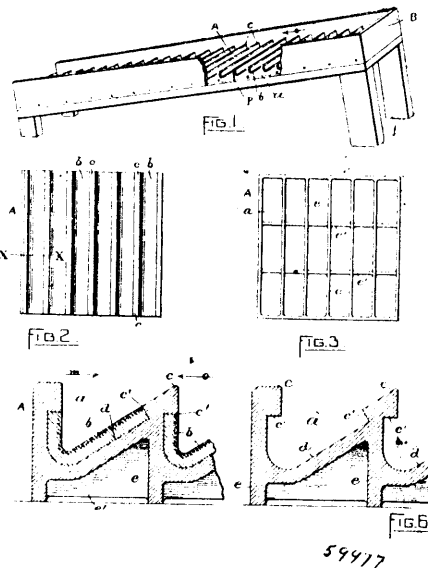 A
c
B
p b
FIG.1
b c c b
A
X X
c
FIG.2
A
a
c
c'
c c'
FIG.3
c
A a c'
b d c'
b
e
e'
c c
a' c'
c
d
d
e e
FIG.6
59477